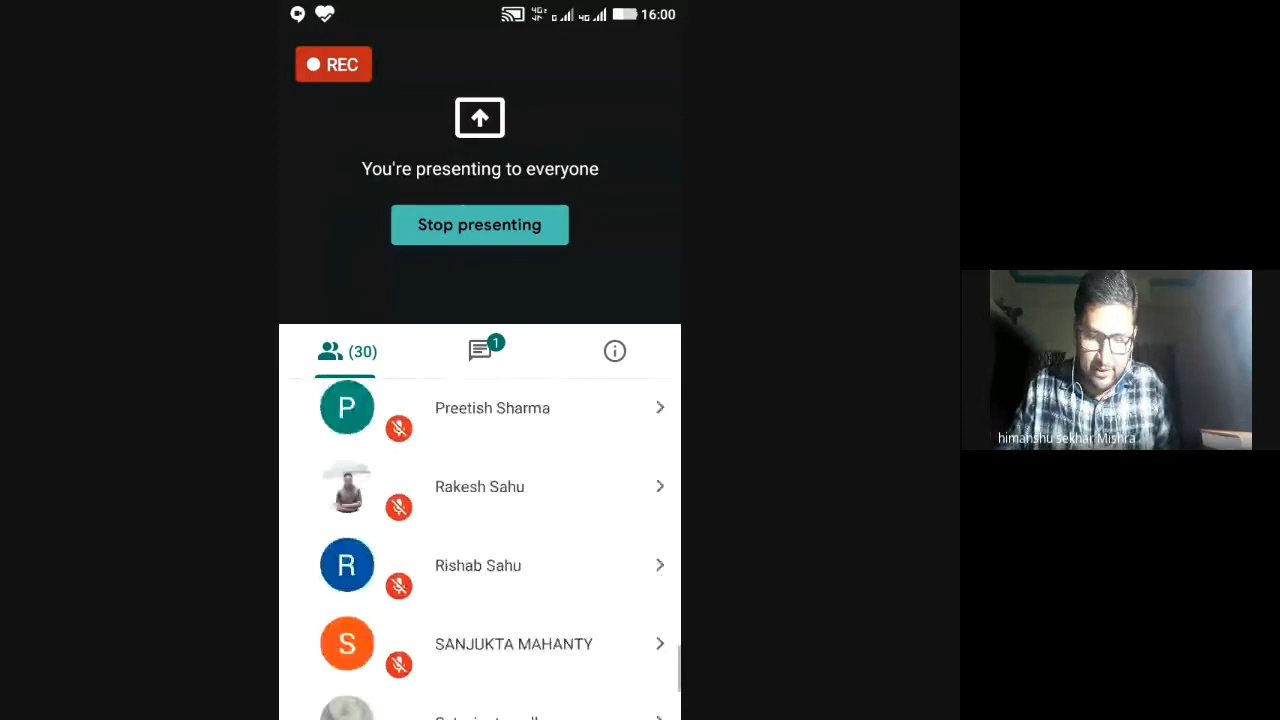 16:00
REC
You're presenting to everyone
Stop presenting
(30)
1
P
Preetish Sharma
Rakesh Sahu
R
Rishab Sahu
S
SANJUKTA MAHANTY
himanshu sekhar Mishra